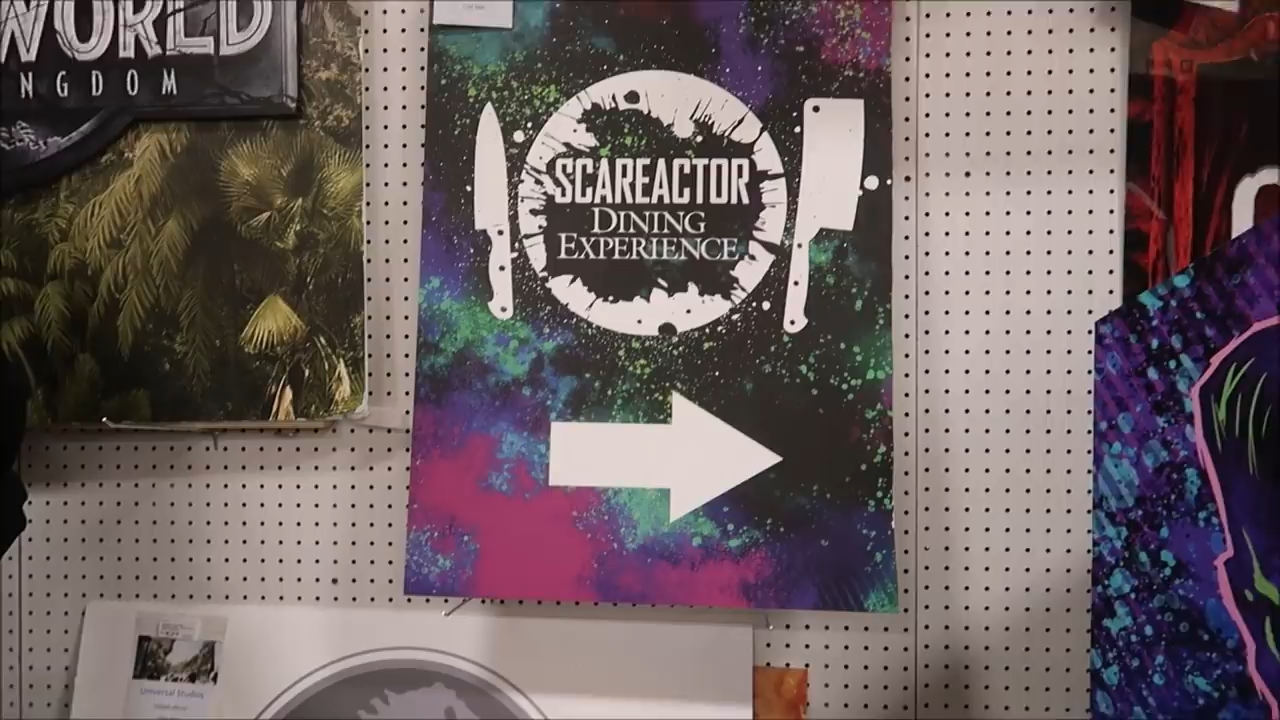 WORLD
NGDOM
SCAREACTOR
DINING
EXPERIENCE
Universal Studios